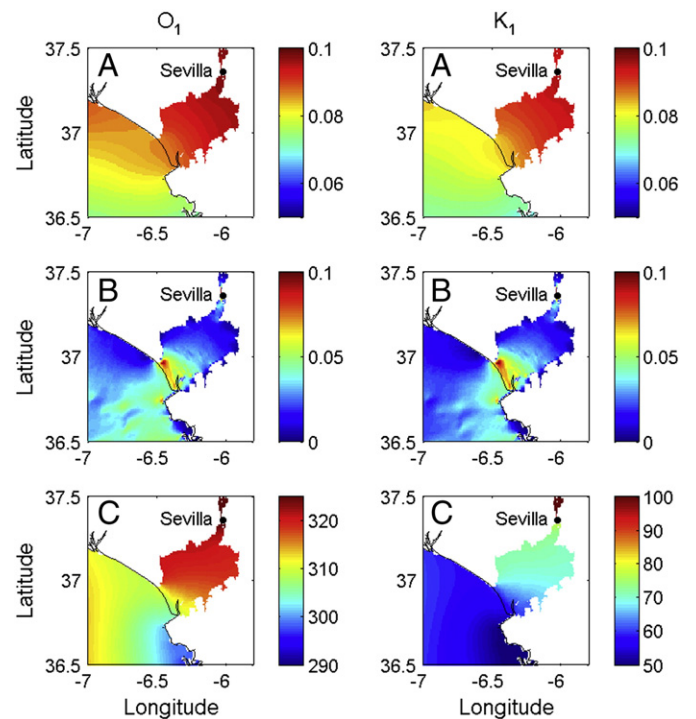 O1 K1
37.5 A Sevilla 0.1 37.5 A Sevilla 0.1
Latitude 37 0.08 37 0.08
0.06 0.06
36.5 36.5
-7 -6.5 -6 -7 -6.5 -6
37.5 B Sevilla 0.1 37.5 B Sevilla 0.1
Latitude 37 0.05 37 0.05
36.5 0 36.5 0
-7 -6.5 -6 -7 -6.5 -6
37.5 C Sevilla 320 37.5 C Sevilla 100
90
Latitude 37 310 37 80
300 70
60
36.5 290 36.5 50
-7 -6.5 -6 -7 -6.5 -6
Longitude Longitude